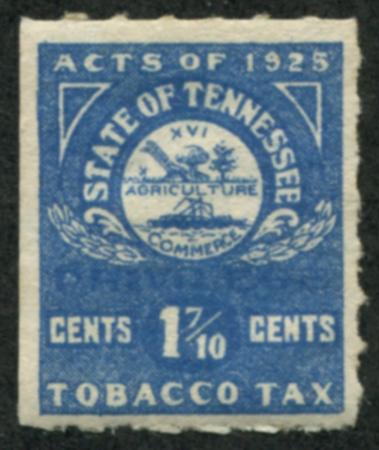 ACTS OF 1925
STATE OF TENNESSEE
XVI
AGRICULTURE
COMMERCE
CENTS 1 7/10 CENTS
TOBACCO TAX